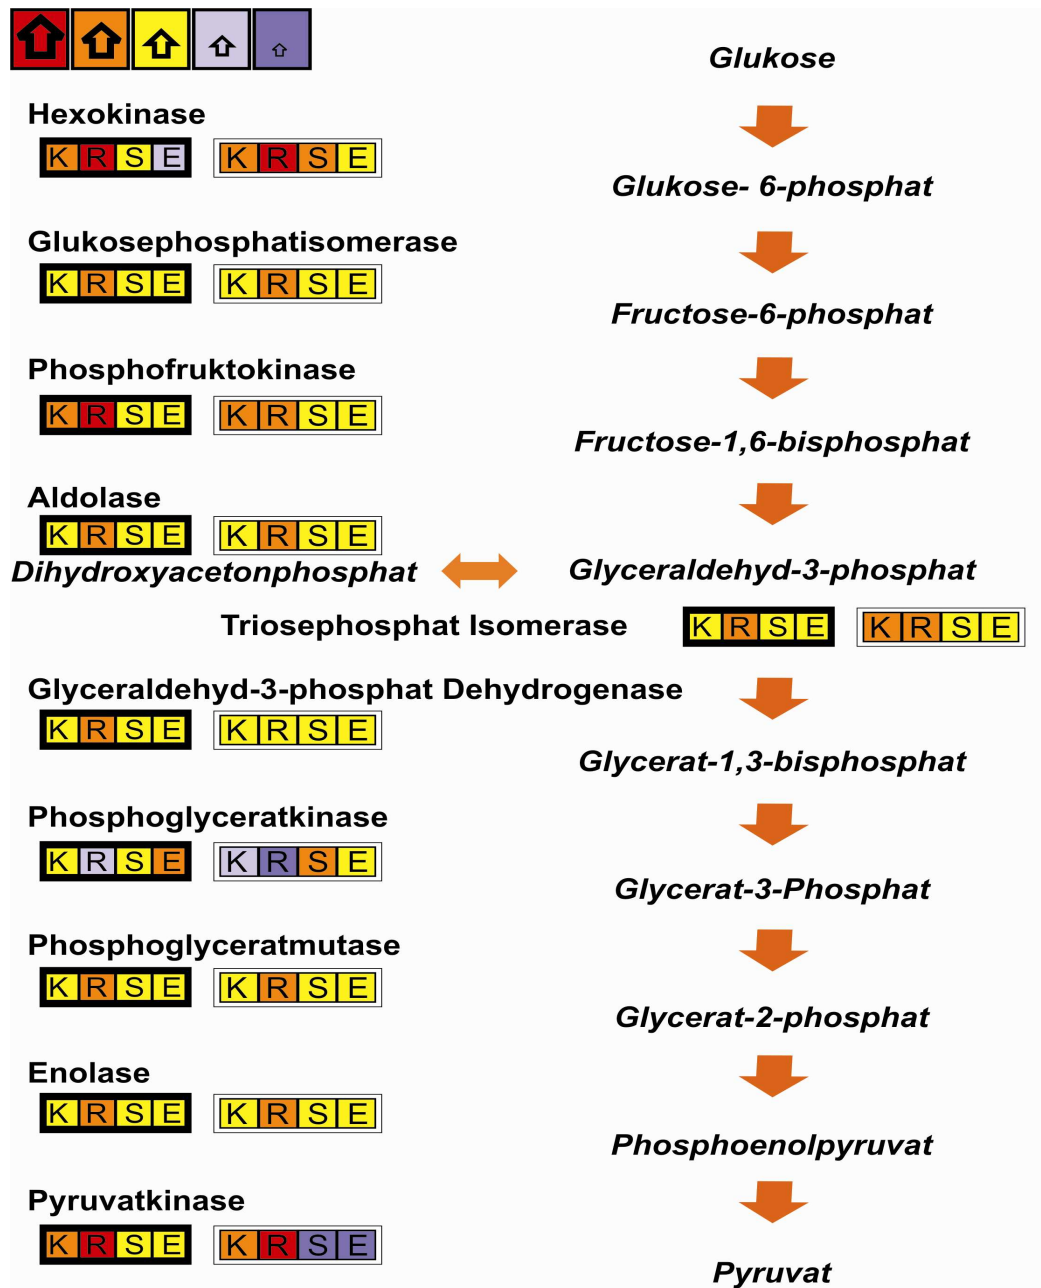 Glukose
Hexokinase
K R S E K R S E
Glukose- 6-phosphat
Glukosephosphatisomerase
K R S E K R S E
Fructose-6-phosphat
Phosphofruktokinase
K R S E K R S E
Fructose-1,6-bisphosphat
Aldolase
K R S E K R S E
Dihydroxyacetonphosphat Glyceraldehyd-3-phosphat
Triosephosphat Isomerase K R S E K R S E
Glyceraldehyd-3-phosphat Dehydrogenase
K R S E K R S E
Glycerat-1,3-bisphosphat
Phosphoglyceratkinase
K R S E K R S E
Glycerat-3-Phosphat
Phosphoglyceratmutase
K R S E K R S E
Glycerat-2-phosphat
Enolase
K R S E K R S E
Phosphoenolpyruvat
Pyruvatkinase
K R S E K R S E
Pyruvat